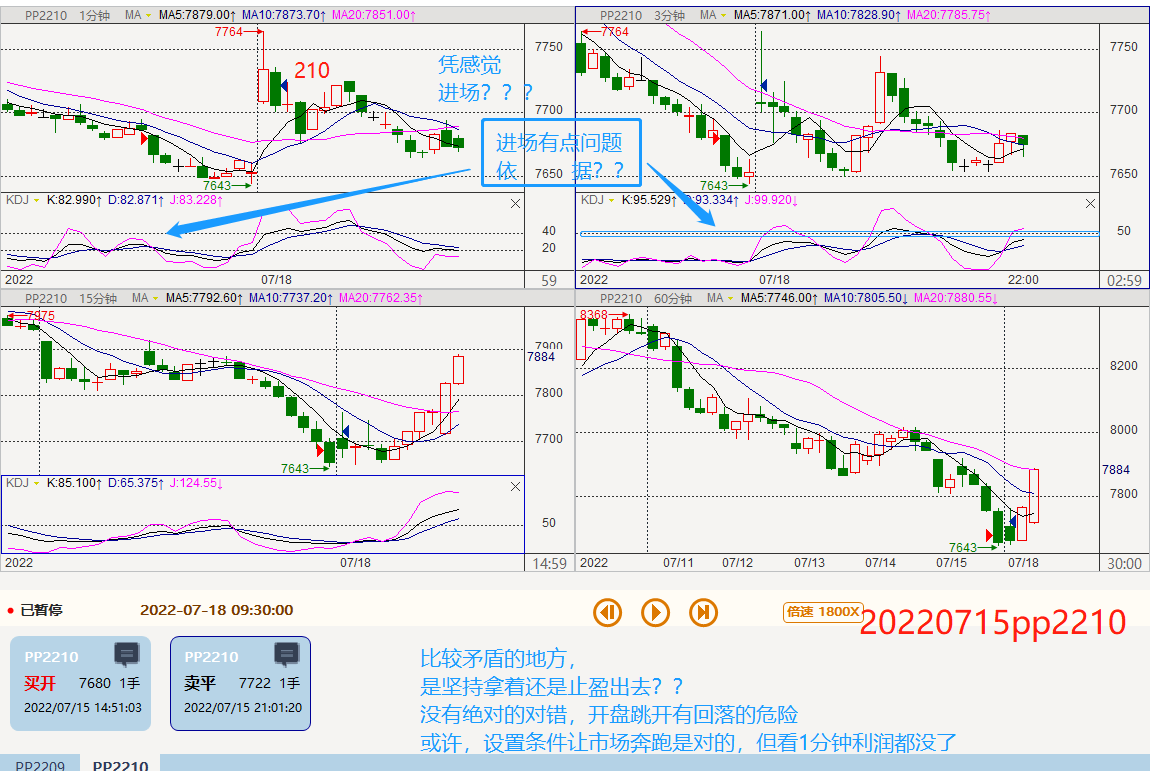 PP2210 1分钟 MA MA5:7879.00↑ MA10:7873.70↑ MA20:7851.00↑
7764
210
凭感觉
进场？？？
7750
7700
7650
7643
KDJ K:82.990↑ D:82.871↑ J:83.228↑
40
20
2022 07/18 59
PP2210 3分钟 MA MA5:7871.00↑ MA10:7828.90↑ MA20:7785.75↑
7764
7750
7700
7650
7643
进场有点问题
依 据？？
KDJ K:95.529↑ D:93.334↑ J:99.920↓
50
2022 07/18 22:00 02:59
PP2210 15分钟 MA MA5:7792.60↑ MA10:7737.20↑ MA20:7762.35↑
7975
7900
7884
7800
7700
7643
KDJ K:85.100↑ D:65.375↑ J:124.55↓
50
2022 07/18 14:59
PP2210 60分钟 MA MA5:7746.00↑ MA10:7805.50↓ MA20:7880.55↓
8368
8200
8000
7884
7800
7643
2022 07/11 07/12 07/13 07/14 07/15 07/18 30:00
已暂停 2022-07-18 09:30:00 倍速 1800X
20220715pp2210
PP2210
买开 7680 1手
2022/07/15 14:51:03
PP2210
卖平 7722 1手
2022/07/15 21:01:20
比较矛盾的地方，
是坚持拿着还是止盈出去？？
没有绝对的对错，开盘跳开有回落的危险
或许，设置条件让市场奔跑是对的，但看1分钟利润都没了
PP2209 PP2210